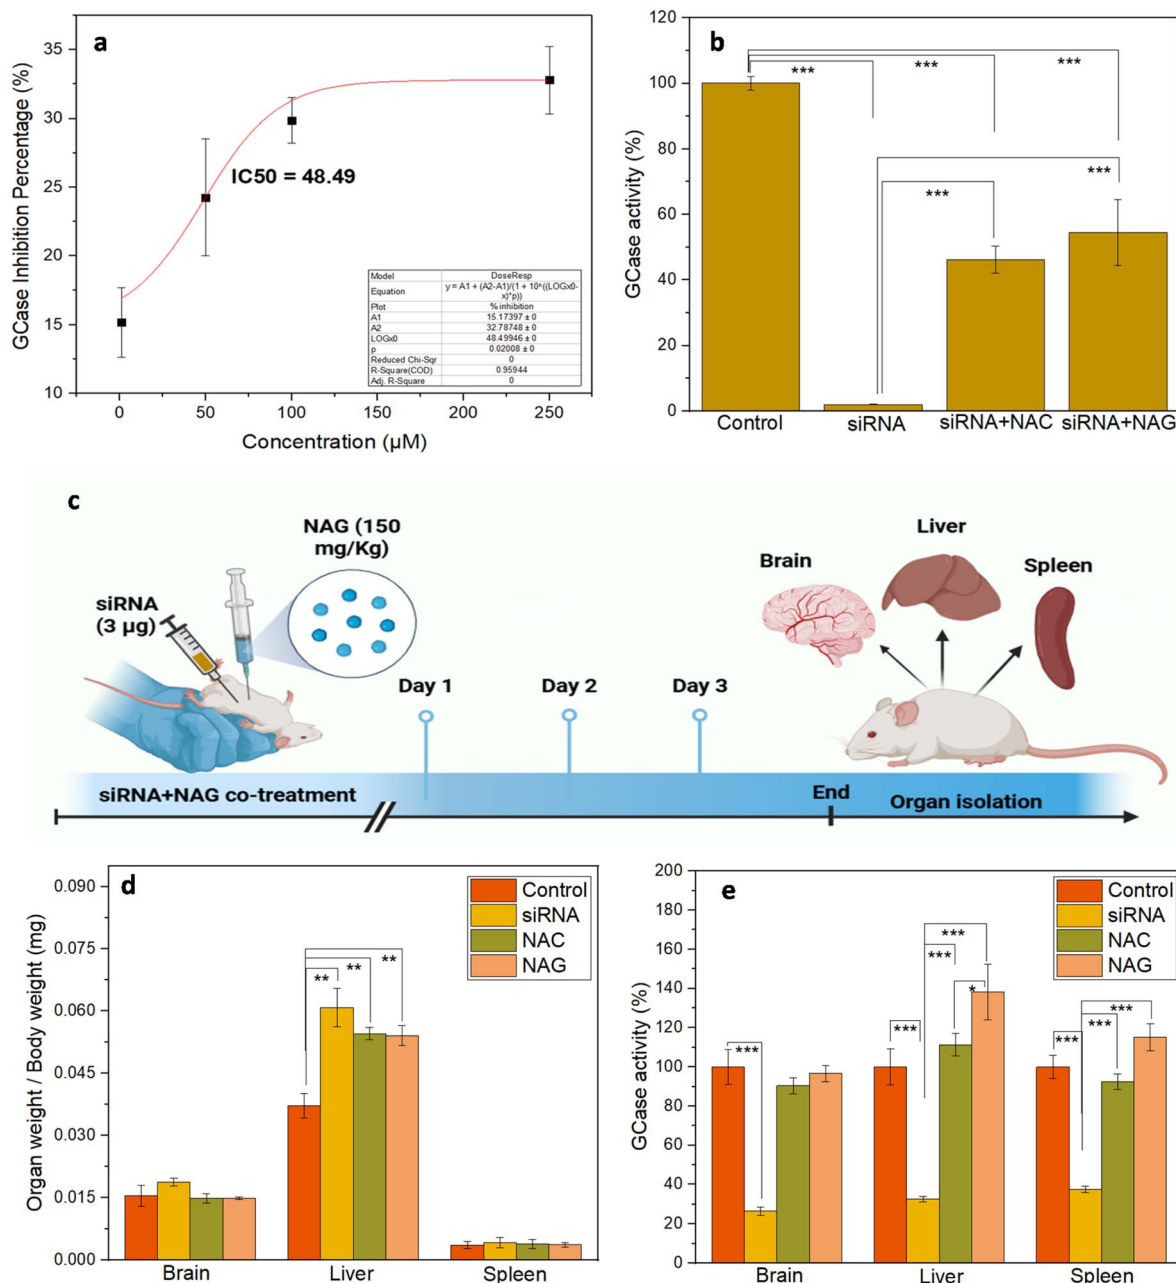 a
GCase Inhibition Percentage (%)
35
30
25
20
15
10
IC50 = 48.49
Model DoseResp
Equation y = A1 + (A2-A1)/(1 + 10^((LOGx0-x)*p))
Plot % inhibition
A1 15.17397 ± 0
A2 32.78748 ± 0
LOGx0 48.49946 ± 0
p 0.02008 ± 0
Reduced Chi-Sqr 0
R-Square(COD) 0.95944
Adj. R-Square 0
0 50 100 150 200 250
Concentration (µM)
b
GCase activity (%)
120
100
80
60
40
20
0
*** *** ***
***
***
Control siRNA siRNA+NAC siRNA+NAG
c
NAG (150
mg/Kg)
siRNA
(3 µg)
Day 1 Day 2 Day 3
Brain
Liver
Spleen
siRNA+NAG co-treatment
End
Organ isolation
d
Organ weight / Body weight (mg)
0.090
0.075
0.060
0.045
0.030
0.015
0.000
Control
siRNA
NAC
NAG
** ** **
Brain Liver Spleen
e
GCase activity (%)
200
180
160
140
120
100
80
60
40
20
0
Control
siRNA
NAC
NAG
***
*** *** *** *
*** *** ***
Brain Liver Spleen